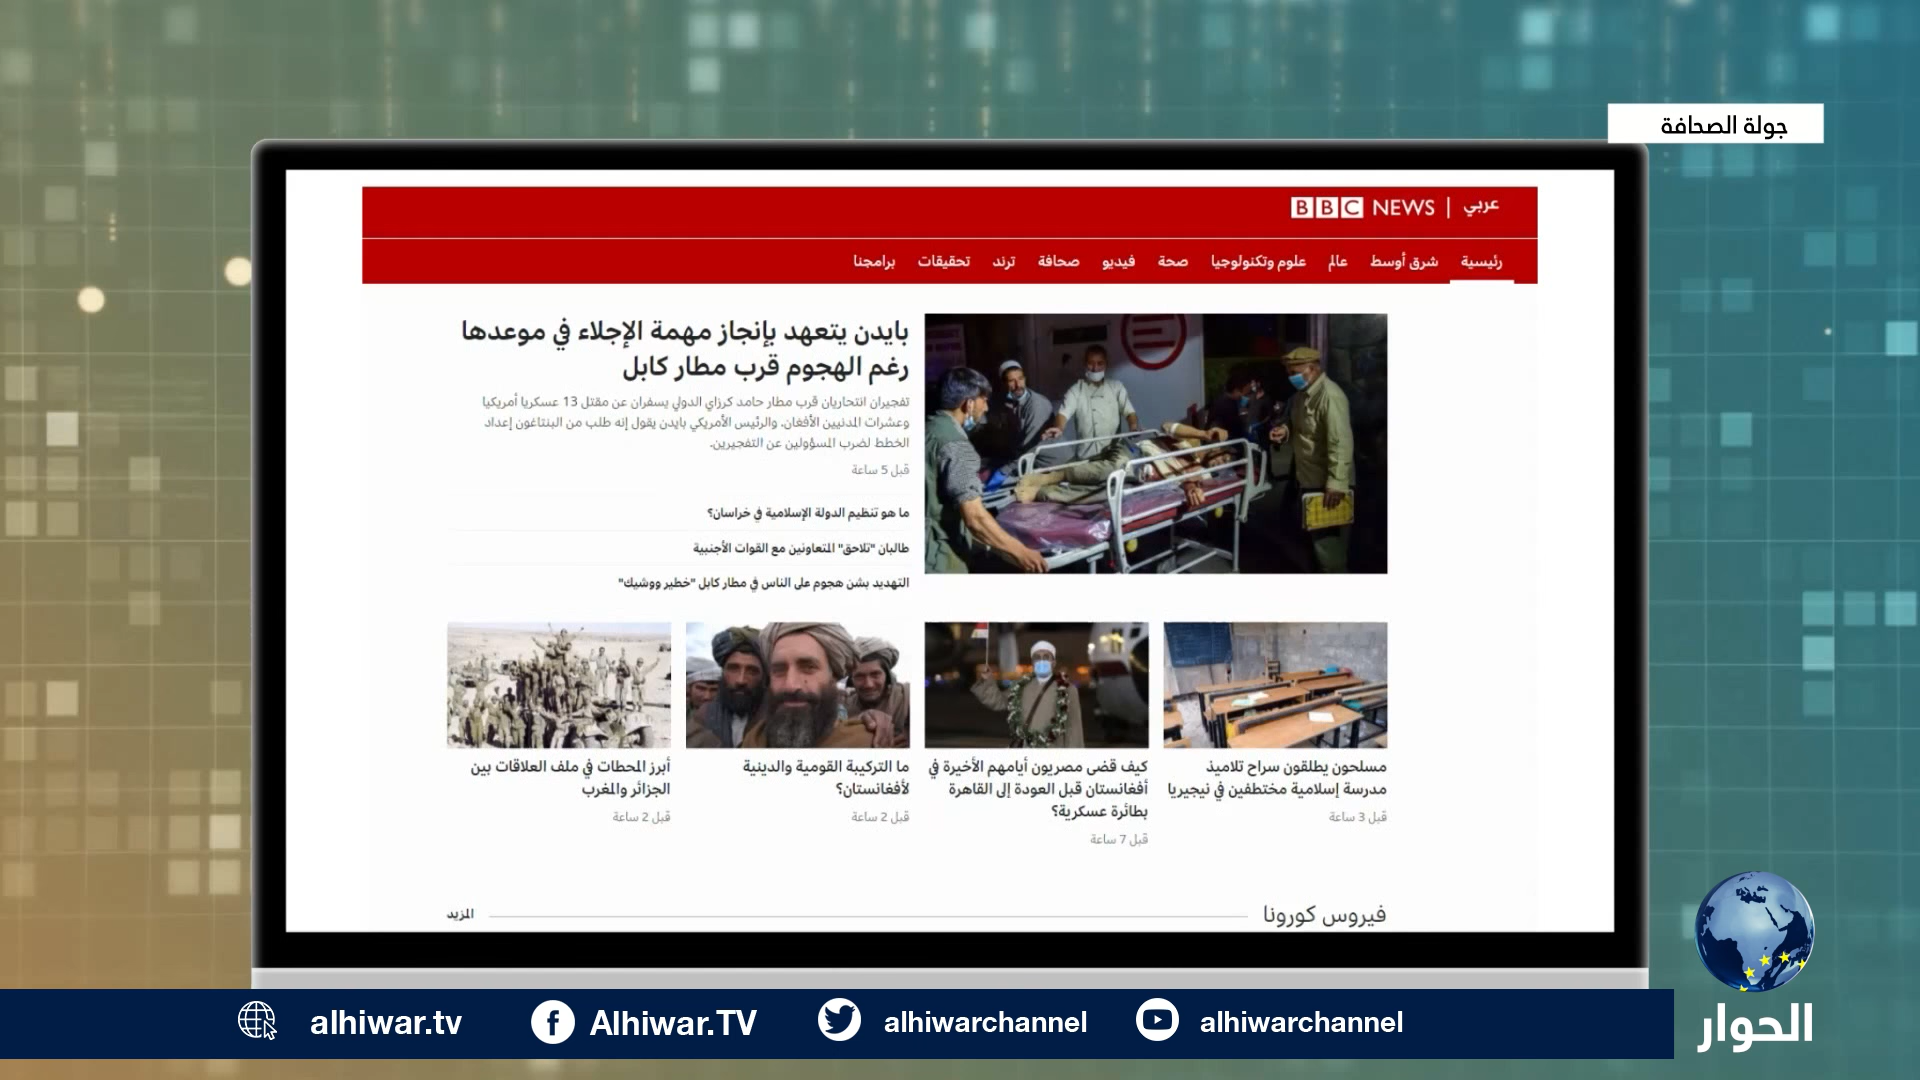 جولة الصحافة
BBC NEWS | عربي
رئيسية شرق أوسط عالم علوم وتكنولوجيا صحة فيديو صحافة ترند تحقيقات برامجنا
بايدن يتعهد بإنجاز مهمة الإجلاء في موعدها
رغم الهجوم قرب مطار كابل
تفجيران انتحاريان قرب مطار حامد كرزاي الدولي يسفران عن مقتل 13 عسكريا أمريكيا
وعشرات المدنيين الأفغان. والرئيس الأمريكي بايدن يقول إنه طلب من البنتاغون إعداد
الخطط لضرب المسؤولين عن التفجيرين.
قبل 5 ساعة
ما هو تنظيم الدولة الإسلامية في خراسان؟
طالبان "تلاحق" المتعاونين مع القوات الأجنبية
التهديد بشن هجوم على الناس في مطار كابل "خطير ووشيك"
مسلحون يطلقون سراح تلاميذ
مدرسة إسلامية مختطفين في نيجيريا
قبل 3 ساعة
كيف قضى مصريون أيامهم الأخيرة في
أفغانستان قبل العودة إلى القاهرة
بطائرة عسكرية؟
قبل 7 ساعة
ما التركيبة القومية والدينية
لأفغانستان؟
قبل 2 ساعة
أبرز المحطات في ملف العلاقات بين
الجزائر والمغرب
قبل 2 ساعة
فيروس كورونا
المزيد
alhiwar.tv
Alhiwar.TV
alhiwarchannel
alhiwarchannel
الحوار